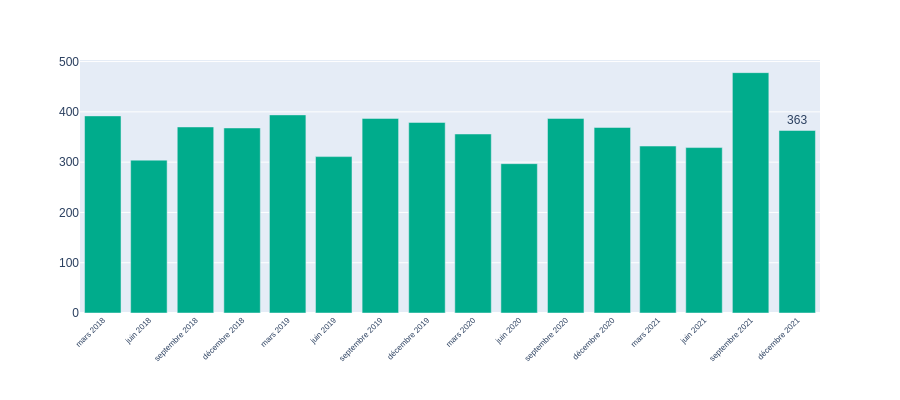 500
400
300
200
100
0
363
mars 2018
juin 2018
septembre 2018
décembre 2018
mars 2019
juin 2019
septembre 2019
décembre 2019
mars 2020
juin 2020
septembre 2020
décembre 2020
mars 2021
juin 2021
septembre 2021
décembre 2021